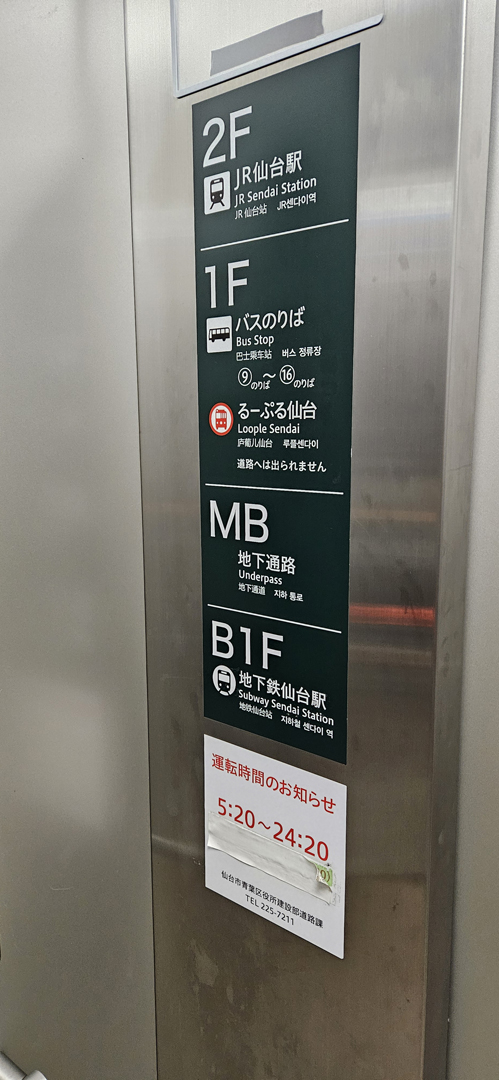 2F
JR仙台駅
JR Sendai Station
JR 仙台站 JR센다이역
1F
バスのりば
Bus Stop
巴士乘车站 버스 정류장
⑨のりば～⑯のりば
るーぷる仙台
Loople Sendai
庐葡儿仙台 루플센다이
道路へは出られません
MB
地下通路
Underpass
地下通道 지하 통로
B1F
地下鉄仙台駅
Subway Sendai Station
地铁仙台站 지하철 센다이 역
運転時間のお知らせ
5:20～24:20
仙台市青葉区役所建設部道路課
TEL 225-7211